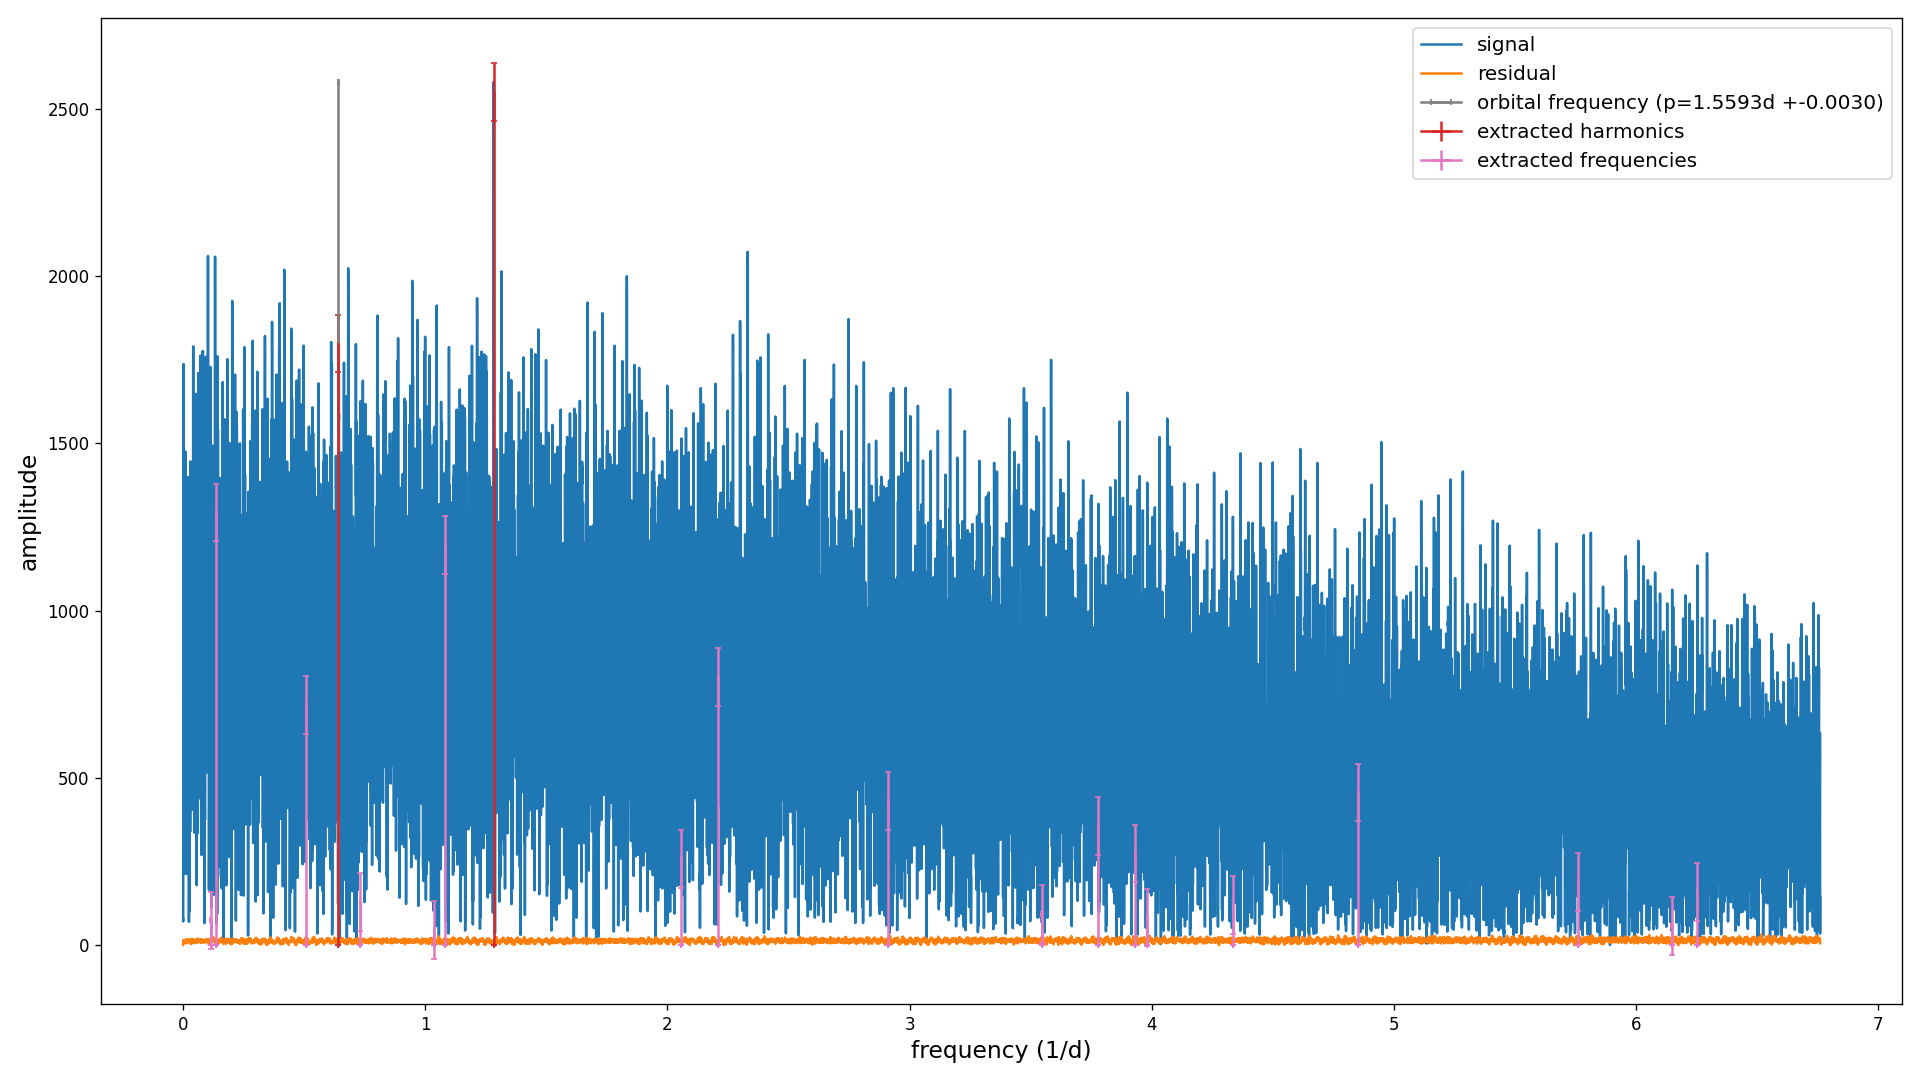 signal
residual
orbital frequency (p=1.5593d +-0.0030)
extracted harmonics
extracted frequencies
amplitude
2500
2000
1500
1000
500
0
0 1 2 3 4 5 6 7
frequency (1/d)